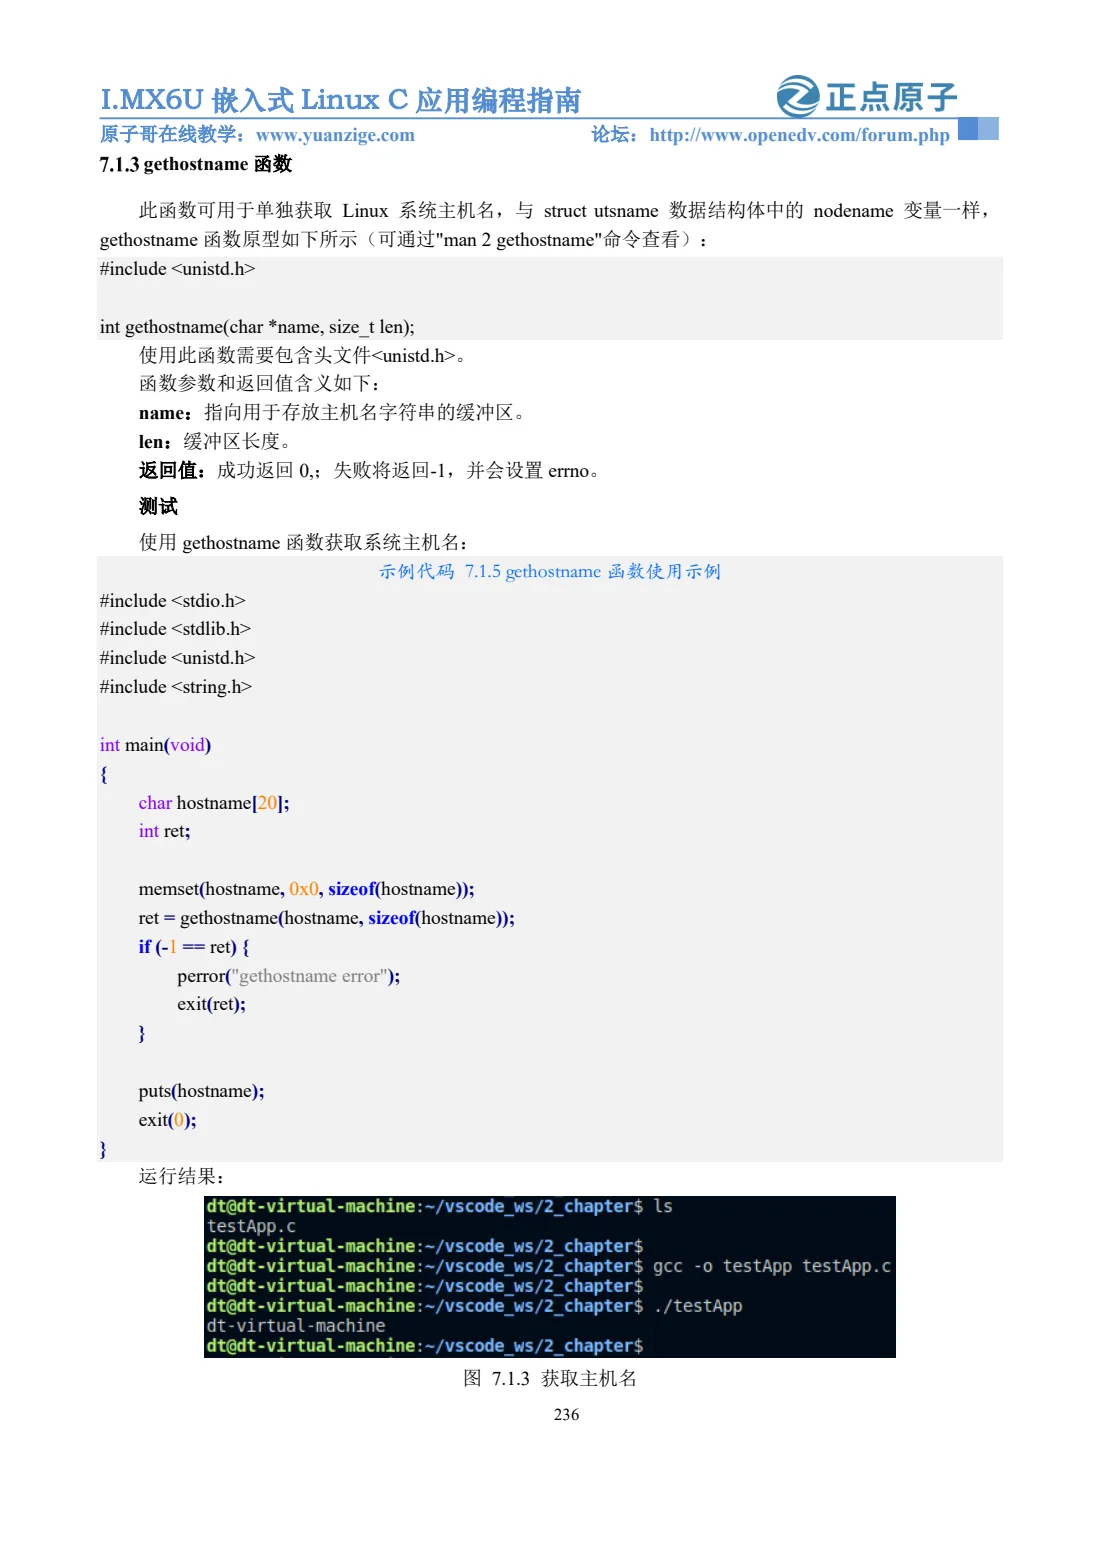 I.MX6U 嵌入式 Linux C 应用编程指南
正点原子
原子哥在线教学：www.yuanzige.com 论坛：http://www.openedv.com/forum.php
7.1.3 gethostname 函数
此函数可用于单独获取 Linux 系统主机名，与 struct utsname 数据结构体中的 nodename 变量一样，
gethostname 函数原型如下所示（可通过"man 2 gethostname"命令查看）：
#include <unistd.h>
int gethostname(char *name, size_t len);
使用此函数需要包含头文件<unistd.h>。
函数参数和返回值含义如下：
name：指向用于存放主机名字符串的缓冲区。
len：缓冲区长度。
返回值：成功返回 0,；失败将返回-1，并会设置 errno。
测试
使用 gethostname 函数获取系统主机名：
示例代码 7.1.5 gethostname 函数使用示例
#include <stdio.h>
#include <stdlib.h>
#include <unistd.h>
#include <string.h>
int main(void)
{
char hostname[20];
int ret;
memset(hostname, 0x0, sizeof(hostname));
ret = gethostname(hostname, sizeof(hostname));
if (-1 == ret) {
perror("gethostname error");
exit(ret);
}
puts(hostname);
exit(0);
}
运行结果：
dt@dt-virtual-machine:~/vscode_ws/2_chapter$ ls
testApp.c
dt@dt-virtual-machine:~/vscode_ws/2_chapter$
dt@dt-virtual-machine:~/vscode_ws/2_chapter$ gcc -o testApp testApp.c
dt@dt-virtual-machine:~/vscode_ws/2_chapter$
dt@dt-virtual-machine:~/vscode_ws/2_chapter$ ./testApp
dt-virtual-machine
dt@dt-virtual-machine:~/vscode_ws/2_chapter$
图 7.1.3 获取主机名
236